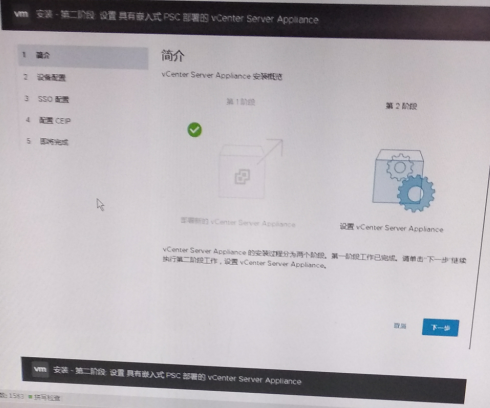 vm 安装 - 第二阶段: 设置 具有嵌入式 PSC 部署的 vCenter Server Appliance
1 简介
2 设备配置
3 SSO 配置
4 配置 CEIP
5 即将完成
简介
vCenter Server Appliance 安装概览
第 1 阶段
第 2 阶段
部署新的 vCenter Server Appliance
设置 vCenter Server Appliance
vCenter Server Appliance 的安装过程分为两个阶段。第一阶段工作已完成。请单击“下一步”继续
执行第二阶段工作，设置 vCenter Server Appliance。
取消
下一步
vm 安装 - 第二阶段: 设置 具有嵌入式 PSC 部署的 vCenter Server Appliance
数: 1563 拼写检查